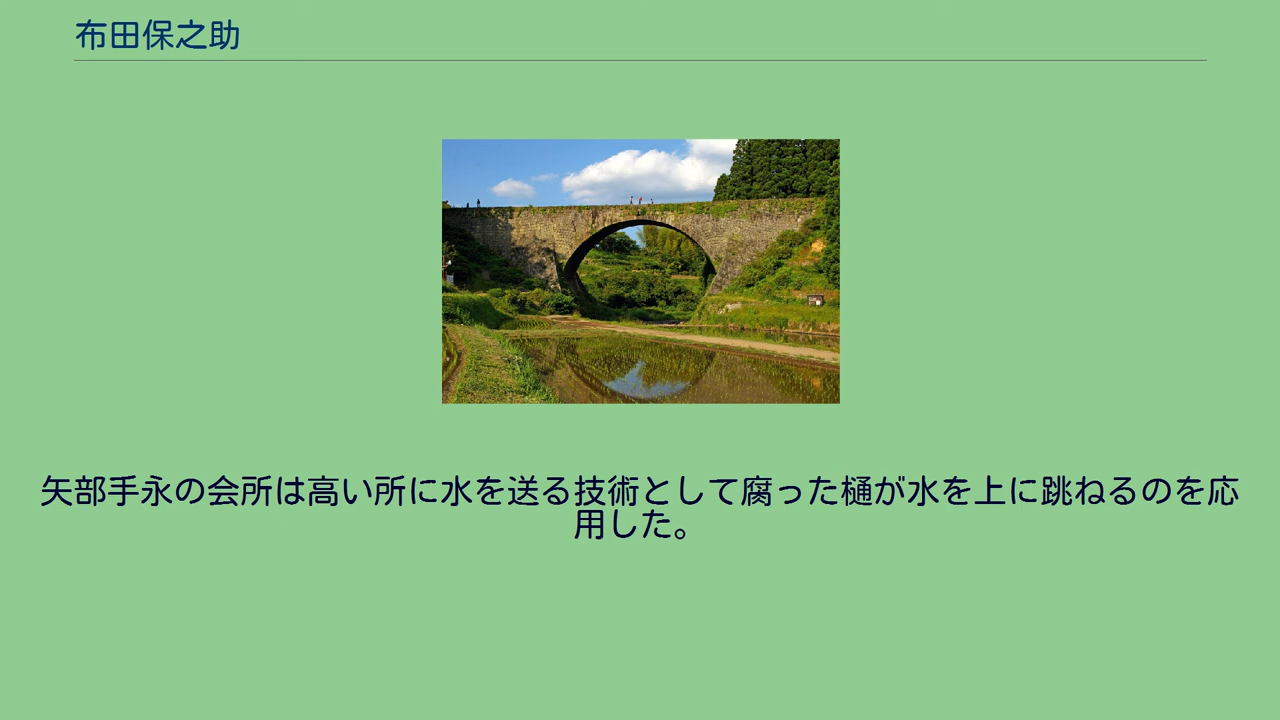 布田保之助
矢部手永の会所は高い所に水を送る技術として腐った樋が水を上に跳ねるのを応
用した。